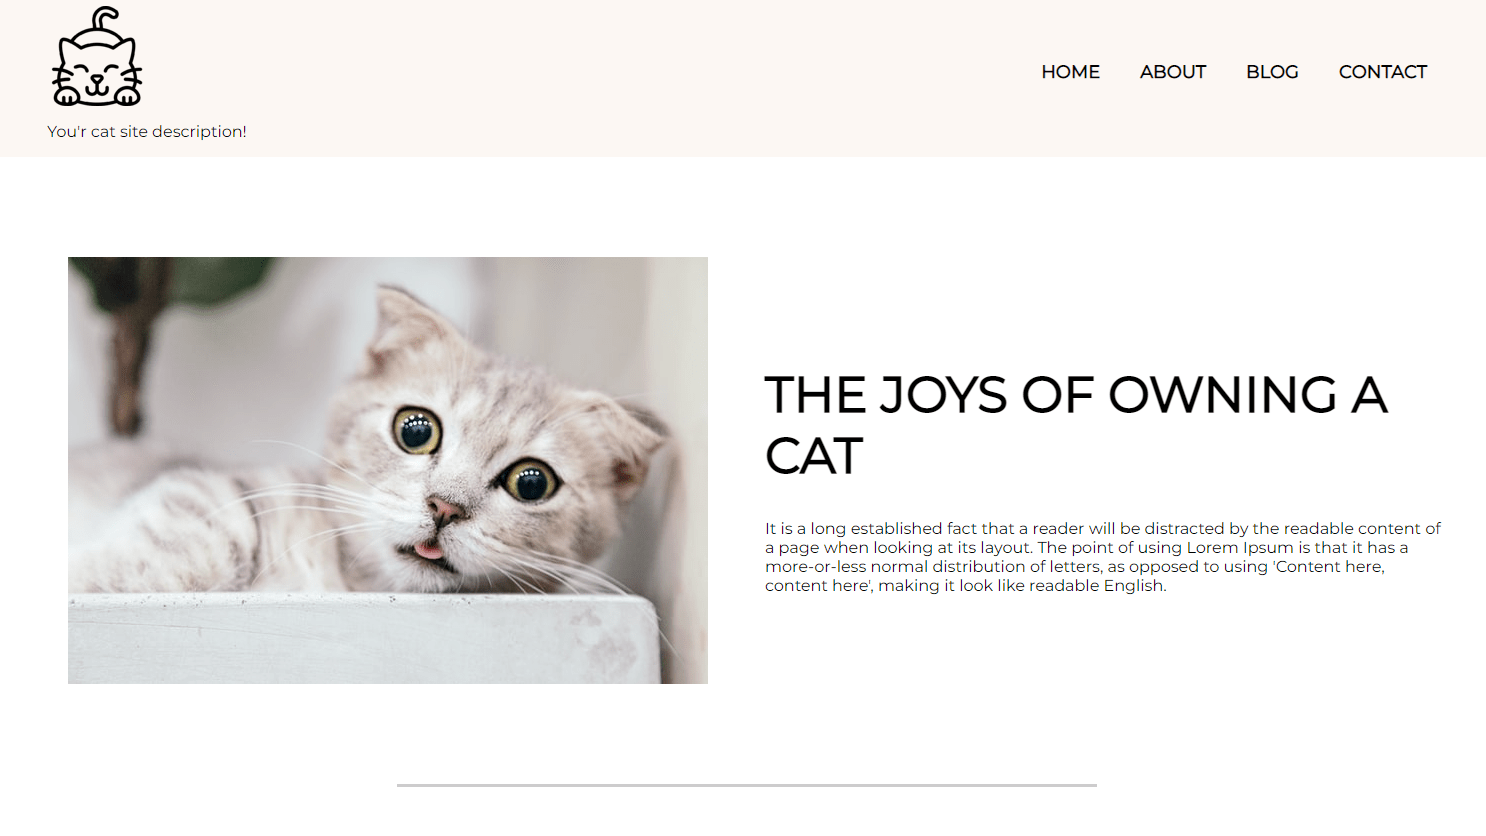 HOME ABOUT BLOG CONTACT
You'r cat site description!
THE JOYS OF OWNING A
CAT
It is a long established fact that a reader will be distracted by the readable content of
a page when looking at its layout. The point of using Lorem Ipsum is that it has a
more-or-less normal distribution of letters, as opposed to using 'Content here,
content here', making it look like readable English.